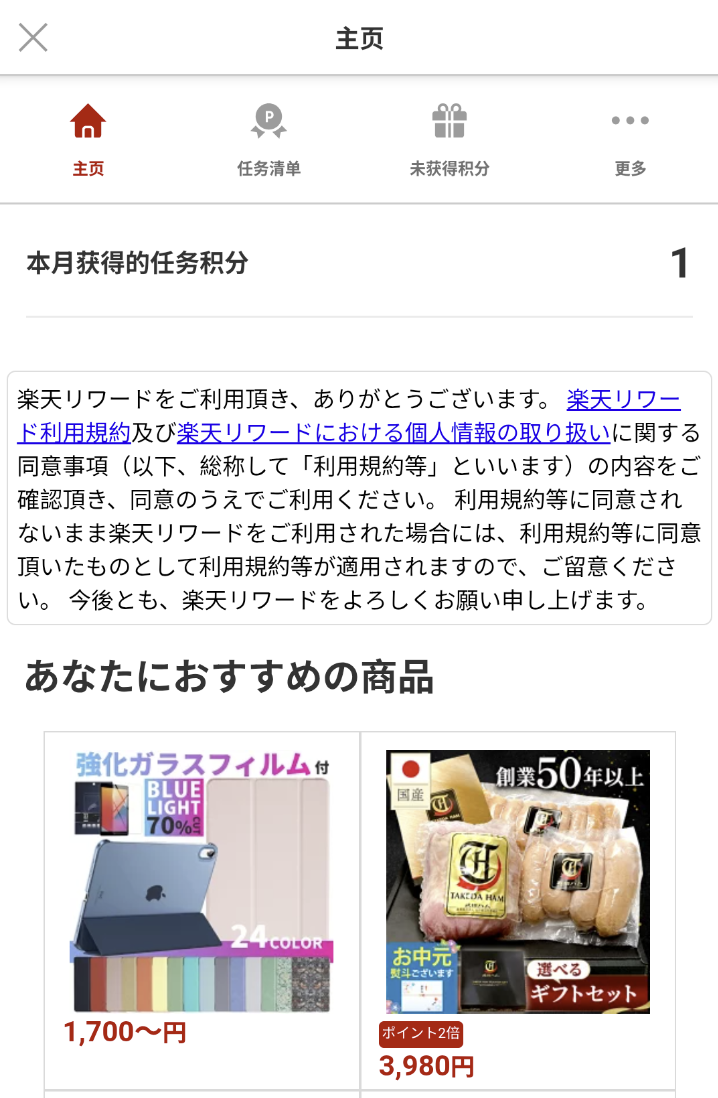 主页
主页
任务清单
未获得积分
更多
本月获得的任务积分
1
楽天リワードをご利用頂き、ありがとうございます。 楽天リワー
ド利用規約及び楽天リワードにおける個人情報の取り扱いに関する
同意事項（以下、総称して「利用規約等」といいます）の内容をご
確認頂き、同意のうえでご利用ください。 利用規約等に同意され
ないまま楽天リワードをご利用された場合には、利用規約等に同意
頂いたものとして利用規約等が適用されますので、ご留意くださ
い。 今後とも、楽天リワードをよろしくお願い申し上げます。
あなたにおすすめの商品
強化ガラスフィルム付
BLUE
LIGHT
70%CUT
24COLOR
1,700〜円
国産
創業50年以上
TAKEDA HAM
お中元
熨斗ございます
選べる
ギフトセット
ポイント2倍
3,980円